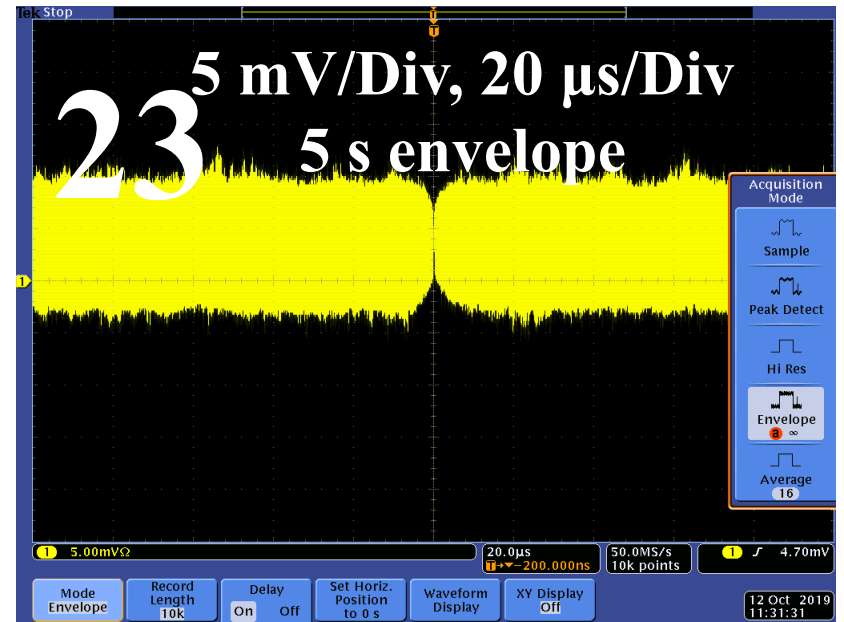 Tek Stop
T
T
5 mV/Div, 20 μs/Div
23
5 s envelope
Acquisition
Mode
Sample
Peak Detect
Hi Res
Envelope
a ∞
Average
16
1
1 5.00mVΩ
20.0μs
T→▼−200.000ns
50.0MS/s
10k points
1 ʃ 4.70mV
Mode
Envelope
Record
Length
10k
Delay
On Off
Set Horiz.
Position
to 0 s
Waveform
Display
XY Display
Off
12 Oct 2019
11:31:31